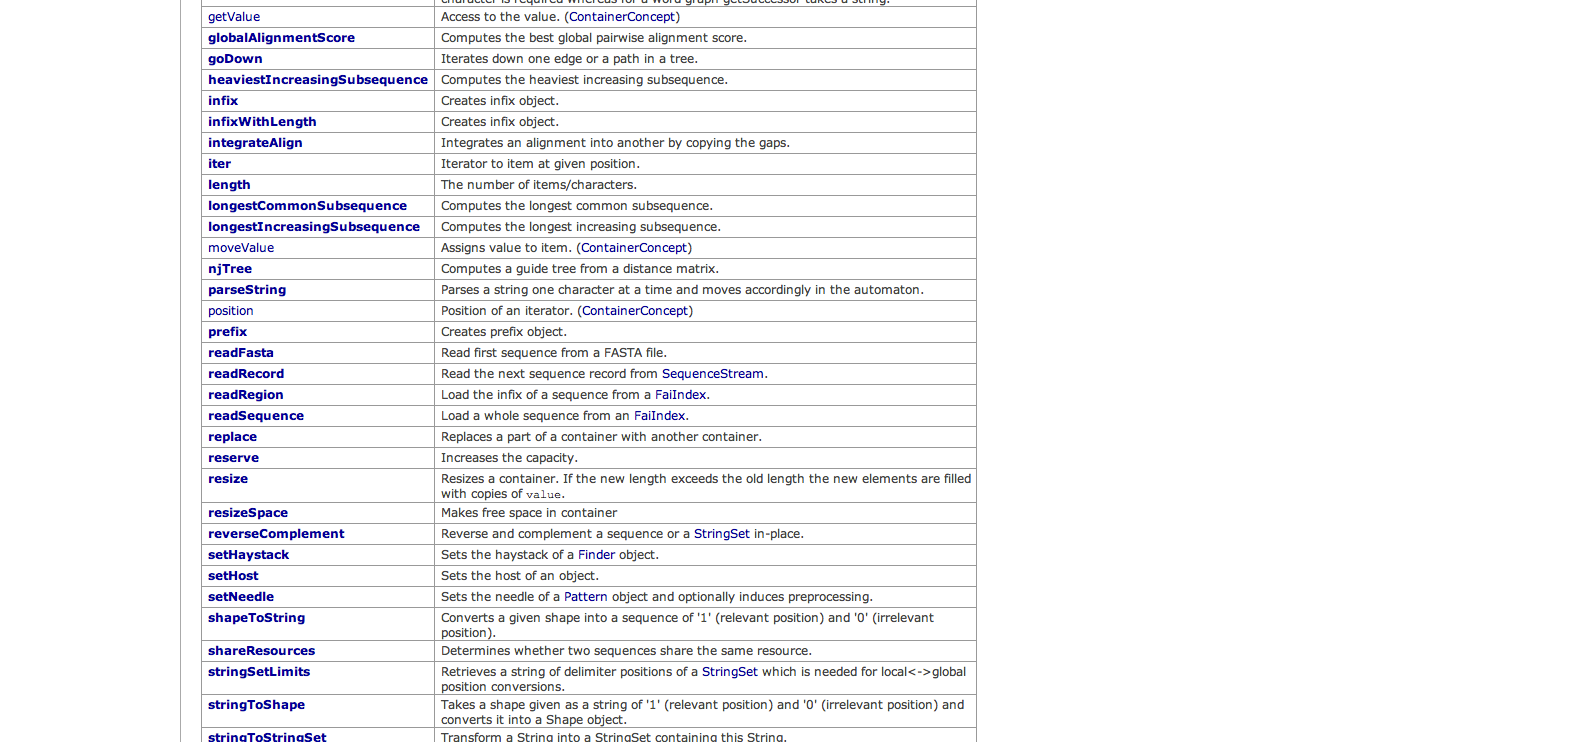 character is required whereas for a word graph getSuccessor takes a string.
getValue Access to the value. (ContainerConcept)
globalAlignmentScore Computes the best global pairwise alignment score.
goDown Iterates down one edge or a path in a tree.
heaviestIncreasingSubsequence Computes the heaviest increasing subsequence.
infix Creates infix object.
infixWithLength Creates infix object.
integrateAlign Integrates an alignment into another by copying the gaps.
iter Iterator to item at given position.
length The number of items/characters.
longestCommonSubsequence Computes the longest common subsequence.
longestIncreasingSubsequence Computes the longest increasing subsequence.
moveValue Assigns value to item. (ContainerConcept)
njTree Computes a guide tree from a distance matrix.
parseString Parses a string one character at a time and moves accordingly in the automaton.
position Position of an iterator. (ContainerConcept)
prefix Creates prefix object.
readFasta Read first sequence from a FASTA file.
readRecord Read the next sequence record from SequenceStream.
readRegion Load the infix of a sequence from a FaiIndex.
readSequence Load a whole sequence from an FaiIndex.
replace Replaces a part of a container with another container.
reserve Increases the capacity.
resize Resizes a container. If the new length exceeds the old length the new elements are filled
with copies of value.
resizeSpace Makes free space in container
reverseComplement Reverse and complement a sequence or a StringSet in-place.
setHaystack Sets the haystack of a Finder object.
setHost Sets the host of an object.
setNeedle Sets the needle of a Pattern object and optionally induces preprocessing.
shapeToString Converts a given shape into a sequence of '1' (relevant position) and '0' (irrelevant
position).
shareResources Determines whether two sequences share the same resource.
stringSetLimits Retrieves a string of delimiter positions of a StringSet which is needed for local<->global
position conversions.
stringToShape Takes a shape given as a string of '1' (relevant position) and '0' (irrelevant position) and
converts it into a Shape object.
stringToStringSet Transform a String into a StringSet containing this String.